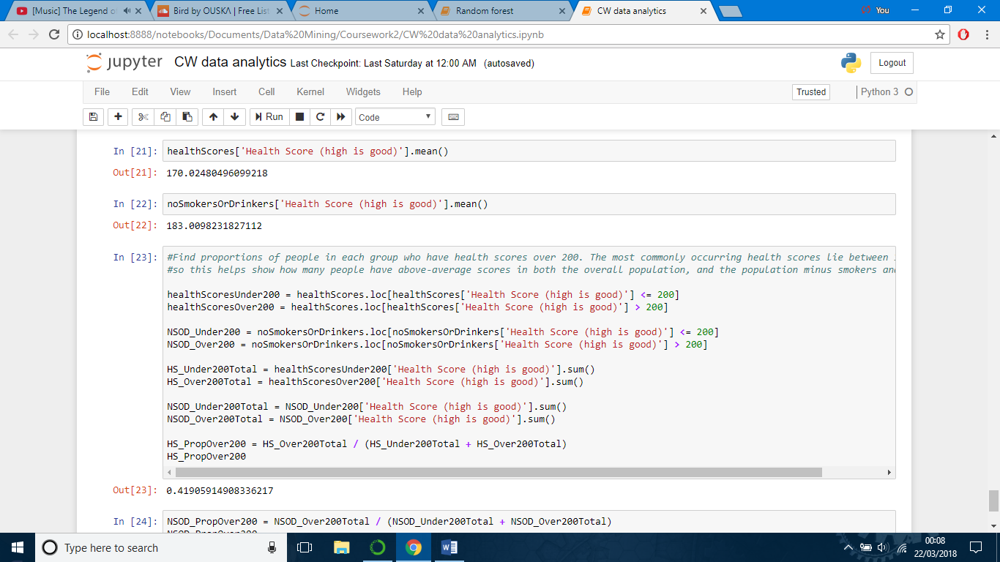 [Music] The Legend o
Bird by OUSKΛ | Free List
Home
Random forest
CW data analytics
You
localhost:8888/notebooks/Documents/Data%20Mining/Coursework2/CW%20data%20analytics.ipynb
jupyter CW data analytics Last Checkpoint: Last Saturday at 12:00 AM (autosaved)
Logout
File Edit View Insert Cell Kernel Widgets Help
Trusted
Python 3
Run
Code
In [21]: healthScores['Health Score (high is good)'].mean()
Out[21]: 170.02480496099218
In [22]: noSmokersOrDrinkers['Health Score (high is good)'].mean()
Out[22]: 183.0098231827112
In [23]: #Find proportions of people in each group who have health scores over 200. The most commonly occurring health scores lie between
#so this helps show how many people have above-average scores in both the overall population, and the population minus smokers an
healthScoresUnder200 = healthScores.loc[healthScores['Health Score (high is good)'] <= 200]
healthScoresOver200 = healthScores.loc[healthScores['Health Score (high is good)'] > 200]
NSOD_Under200 = noSmokersOrDrinkers.loc[noSmokersOrDrinkers['Health Score (high is good)'] <= 200]
NSOD_Over200 = noSmokersOrDrinkers.loc[noSmokersOrDrinkers['Health Score (high is good)'] > 200]
HS_Under200Total = healthScoresUnder200['Health Score (high is good)'].sum()
HS_Over200Total = healthScoresOver200['Health Score (high is good)'].sum()
NSOD_Under200Total = NSOD_Under200['Health Score (high is good)'].sum()
NSOD_Over200Total = NSOD_Over200['Health Score (high is good)'].sum()
HS_PropOver200 = HS_Over200Total / (HS_Under200Total + HS_Over200Total)
HS_PropOver200
Out[23]: 0.41905914908336217
In [24]: NSOD_PropOver200 = NSOD_Over200Total / (NSOD_Under200Total + NSOD_Over200Total)
Type here to search
00:08
22/03/2018